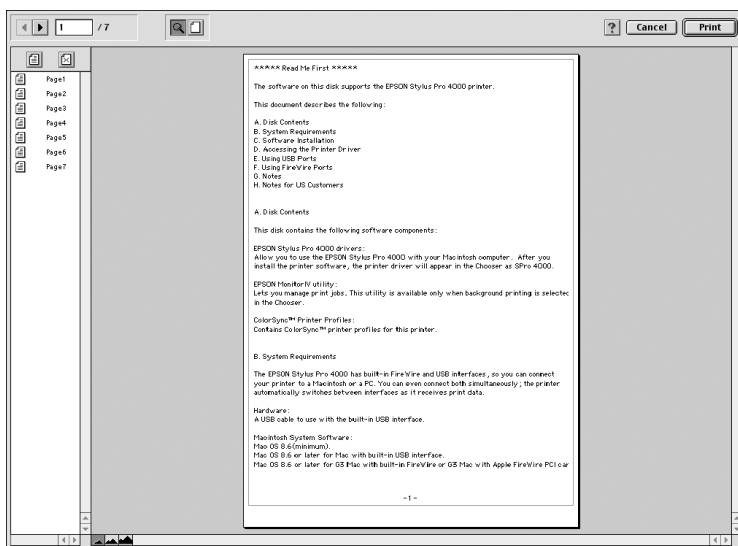 1 / 7
? Cancel Print
Page1
Page2
Page3
Page4
Page5
Page6
Page7
***** Read Me First *****
The software on this disk supports the EPSON Stylus Pro 4000 printer.
This document describes the following:
A. Disk Contents
B. System Requirements
C. Software Installation
D. Accessing the Printer Driver
E. Using USB Ports
F. Using FireWire Ports
G. Notes
H. Notes for US Customers
A. Disk Contents
This disk contains the following software components:
EPSON Stylus Pro 4000 drivers:
Allow you to use the EPSON Stylus Pro 4000 with your Macintosh computer. After you
install the printer software, the printer driver will appear in the Chooser as SPro 4000.
EPSON MonitorIV utility:
Lets you manage print jobs. This utility is available only when background printing is selected
in the Chooser.
ColorSync™ Printer Profiles:
Contains ColorSync™ printer profiles for this printer.
B. System Requirements
The EPSON Stylus Pro 4000 has built-in FireWire and USB interfaces, so you can connect
your printer to a Macintosh or a PC. You can even connect both simultaneously; the printer
automatically switches between interfaces as it receives print data.
Hardware:
A USB cable to use with the built-in USB interface.
Macintosh System Software:
Mac OS 8.6(minimum).
Mac OS 8.6 or later for Mac with built-in USB interface.
Mac OS 8.6 or later for G3 Mac with built-in FireWire or G3 Mac with Apple FireWire PCI car
-1-